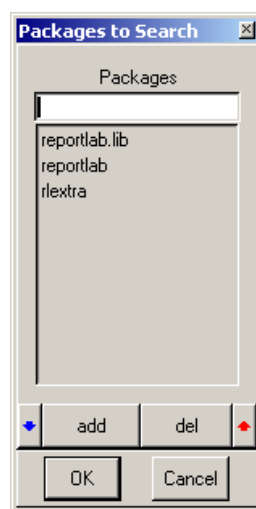 Packages to Search
Packages
reportlab.lib
reportlab
rlextra
add del
OK Cancel